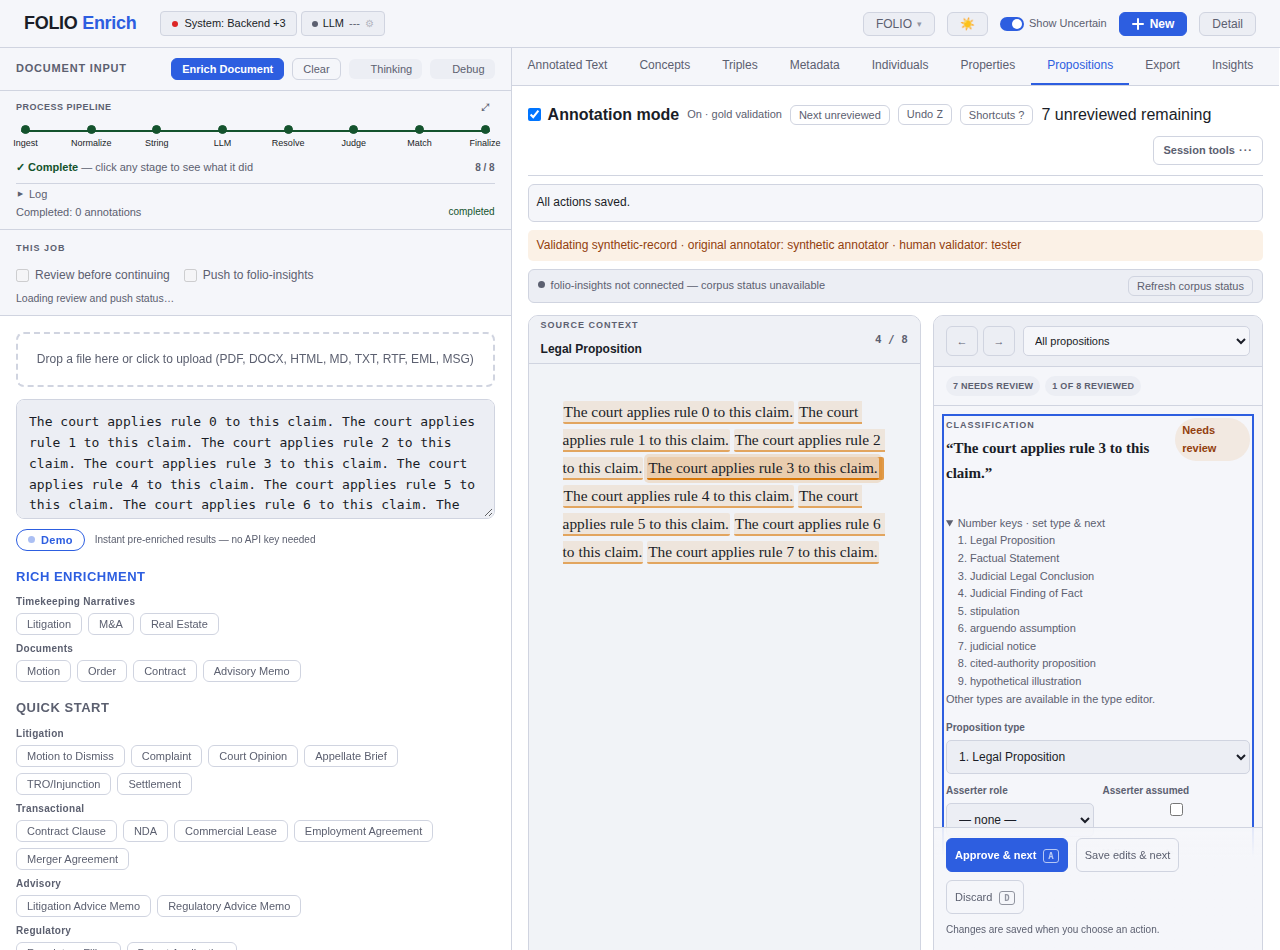 FOLIO Enrich
System: Backend +3
LLM ---
FOLIO
Show Uncertain
New
Detail
DOCUMENT INPUT
Enrich Document
Clear
Thinking
Debug
PROCESS PIPELINE
Ingest
Normalize
String
LLM
Resolve
Judge
Match
Finalize
✓ Complete — click any stage to see what it did
8 / 8
Log
Completed: 0 annotations
completed
THIS JOB
Review before continuing
Push to folio-insights
Loading review and push status…
Drop a file here or click to upload (PDF, DOCX, HTML, MD, TXT, RTF, EML, MSG)
The court applies rule 0 to this claim. The court applies
rule 1 to this claim. The court applies rule 2 to this
claim. The court applies rule 3 to this claim. The court
applies rule 4 to this claim. The court applies rule 5 to
this claim. The court applies rule 6 to this claim. The
Demo
Instant pre-enriched results — no API key needed
RICH ENRICHMENT
Timekeeping Narratives
Litigation
M&A
Real Estate
Documents
Motion
Order
Contract
Advisory Memo
QUICK START
Litigation
Motion to Dismiss
Complaint
Court Opinion
Appellate Brief
TRO/Injunction
Settlement
Transactional
Contract Clause
NDA
Commercial Lease
Employment Agreement
Merger Agreement
Advisory
Litigation Advice Memo
Regulatory Advice Memo
Regulatory
Annotated Text
Concepts
Triples
Metadata
Individuals
Properties
Propositions
Export
Insights
Annotation mode
On · gold validation
Next unreviewed
Undo Z
Shortcuts ?
7 unreviewed remaining
Session tools ···
All actions saved.
Validating synthetic-record · original annotator: synthetic annotator · human validator: tester
folio-insights not connected — corpus status unavailable
Refresh corpus status
SOURCE CONTEXT
Legal Proposition
4 / 8
The court applies rule 0 to this claim. The court
applies rule 1 to this claim. The court applies rule 2
to this claim. The court applies rule 3 to this claim.
The court applies rule 4 to this claim. The court
applies rule 5 to this claim. The court applies rule 6
to this claim. The court applies rule 7 to this claim.
←
→
All propositions
7 NEEDS REVIEW
1 OF 8 REVIEWED
CLASSIFICATION
“The court applies rule 3 to this
claim.”
Needs
review
Number keys · set type & next
1. Legal Proposition
2. Factual Statement
3. Judicial Legal Conclusion
4. Judicial Finding of Fact
5. stipulation
6. arguendo assumption
7. judicial notice
8. cited-authority proposition
9. hypothetical illustration
Other types are available in the type editor.
Proposition type
1. Legal Proposition
Asserter role
Asserter assumed
— none —
Approve & next A
Save edits & next
Discard D
Changes are saved when you choose an action.